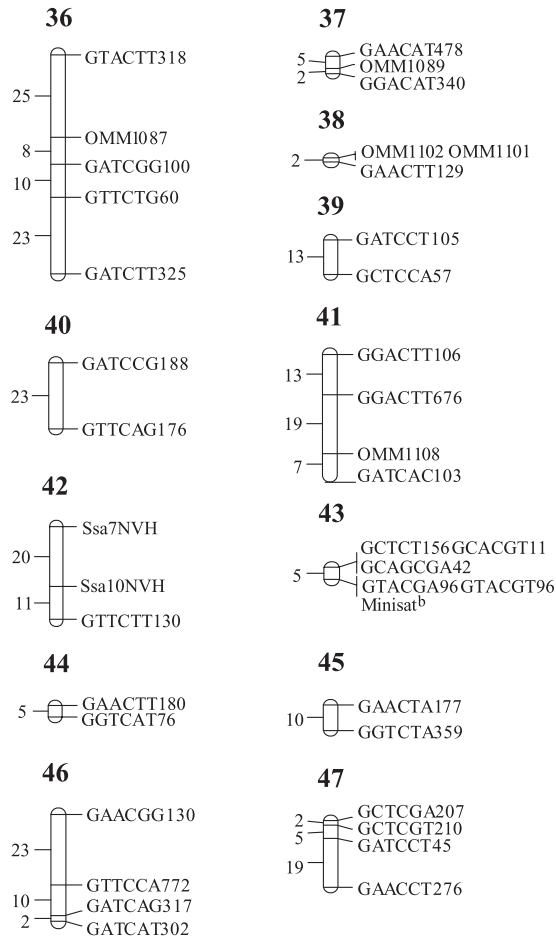 36
GTACTT318
25
OMM1087
8
GATCGG100
10
GTTCTG60
23
GATCTT325
37
GAACAT478
5
OMM1089
2
GGACAT340
38
OMM1102 OMM1101
2
GAACTT129
39
GATCCT105
13
GCTCCA57
40
GATCCG188
23
GTTCAG176
41
GGACTT106
13
GGACTT676
19
OMM1108
7
GATCAC103
42
Ssa7NVH
20
Ssa10NVH
11
GTTCTT130
43
GCTCT156 GCACGT11
GCAGCGA42
5
GTACGA96 GTACGT96
Minisatb
44
GAACTT180
5
GGTCAT76
45
GAACTA177
10
GGTCTA359
46
GAACGG130
23
GTTCCA772
10
GATCAG317
2
GATCAT302
47
GCTCGA207
2
GCTCGT210
5
GATCCT45
19
GAACCT276